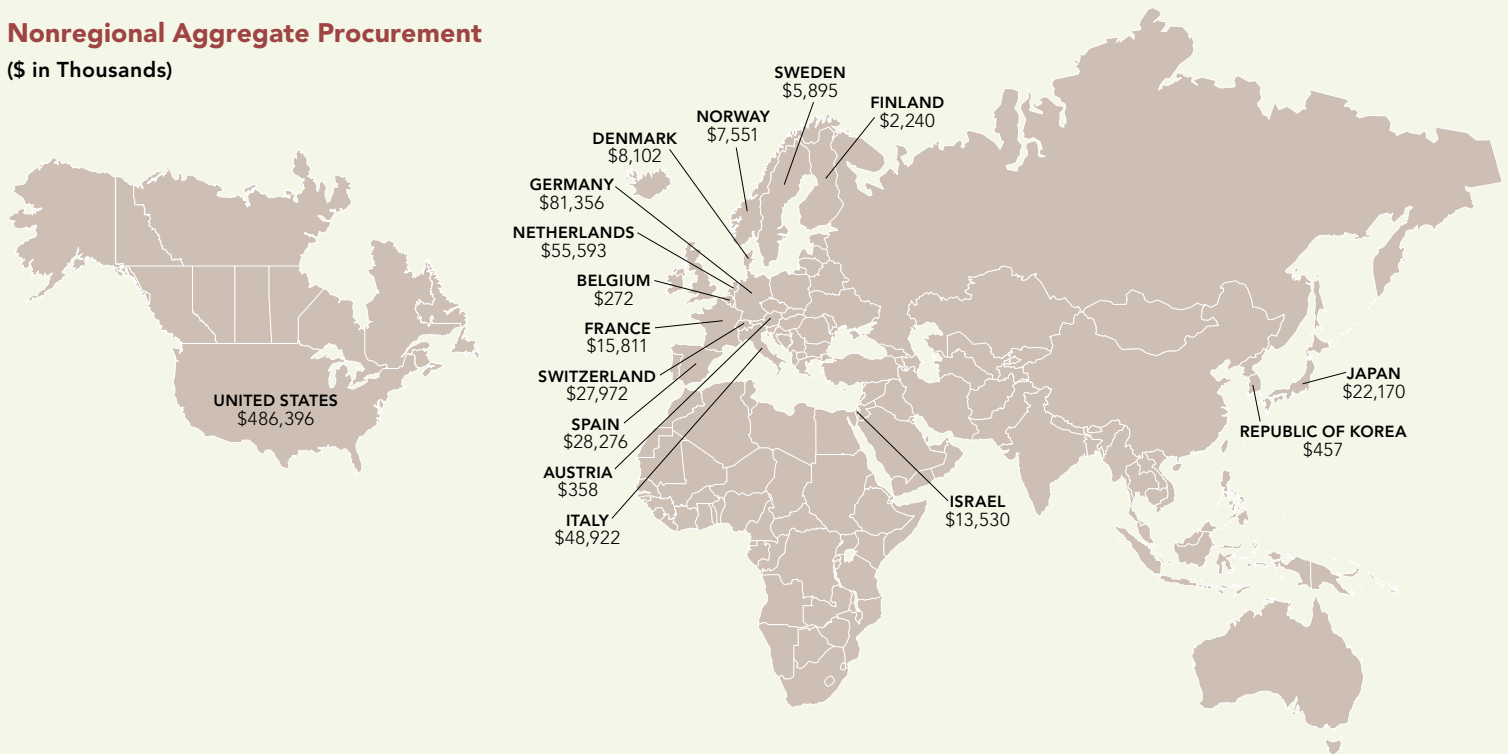 Nonregional Aggregate Procurement
($ in Thousands)
SWEDEN
$5,895
FINLAND
$2,240
NORWAY
$7,551
DENMARK
$8,102
GERMANY
$81,356
NETHERLANDS
$55,593
BELGIUM
$272
FRANCE
$15,811
SWITZERLAND
$27,972
SPAIN
$28,276
AUSTRIA
$358
ITALY
$48,922
UNITED STATES
$486,396
ISRAEL
$13,530
JAPAN
$22,170
REPUBLIC OF KOREA
$457